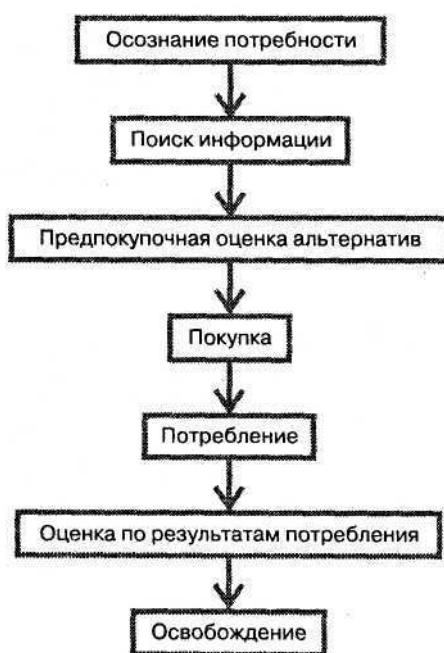 Осознание потребности
Поиск информации
Предпокупочная оценка альтернатив
Покупка
Потребление
Оценка по результатам потребления
Освобождение